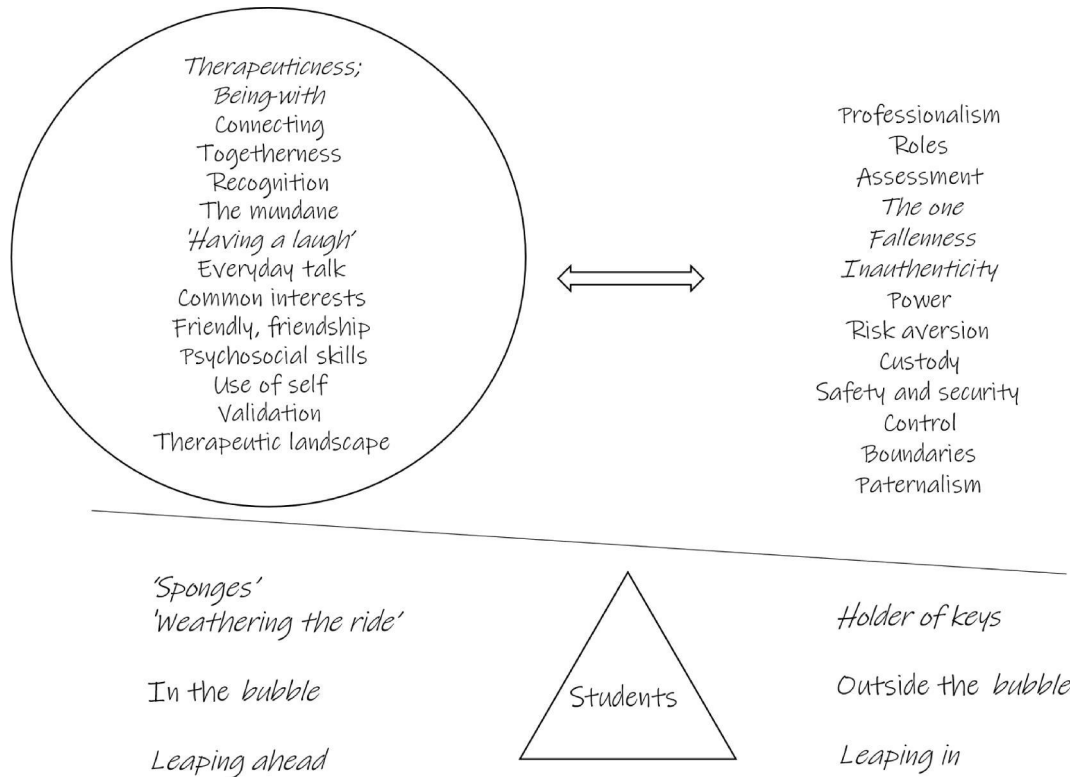 Therapeuticness;
Being-with
Connecting
Togetherness
Recognition
The mundane
'Having a laugh'
Everyday talk
Common interests
Friendly, friendship
Psychosocial skills
Use of self
Validation
Therapeutic landscape
Professionalism
Roles
Assessment
The one
Fallenness
Inauthenticity
Power
Risk aversion
Custody
Safety and security
Control
Boundaries
Paternalism
'Sponges'
'Weathering the ride'
In the bubble
Leaping ahead
Students
Holder of keys
Outside the bubble
Leaping in